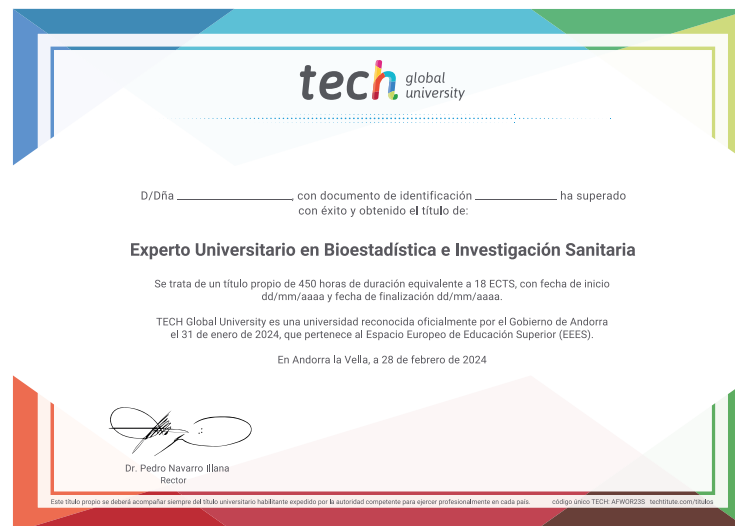 tech global university
D/Dña ______________, con documento de identificación __________ ha superado
con éxito y obtenido el título de:
Experto Universitario en Bioestadística e Investigación Sanitaria
Se trata de un título propio de 450 horas de duración equivalente a 18 ECTS, con fecha de inicio
dd/mm/aaaa y fecha de finalización dd/mm/aaaa.
TECH Global University es una universidad reconocida oficialmente por el Gobierno de Andorra
el 31 de enero de 2024, que pertenece al Espacio Europeo de Educación Superior (EEES).
En Andorra la Vella, a 28 de febrero de 2024
Dr. Pedro Navarro Illana
Rector
Este título propio se deberá acompañar siempre del título universitario habilitante expedido por la autoridad competente para ejercer profesionalmente en cada país. código único TECH: AFWOR23S techtitute.com/titulos